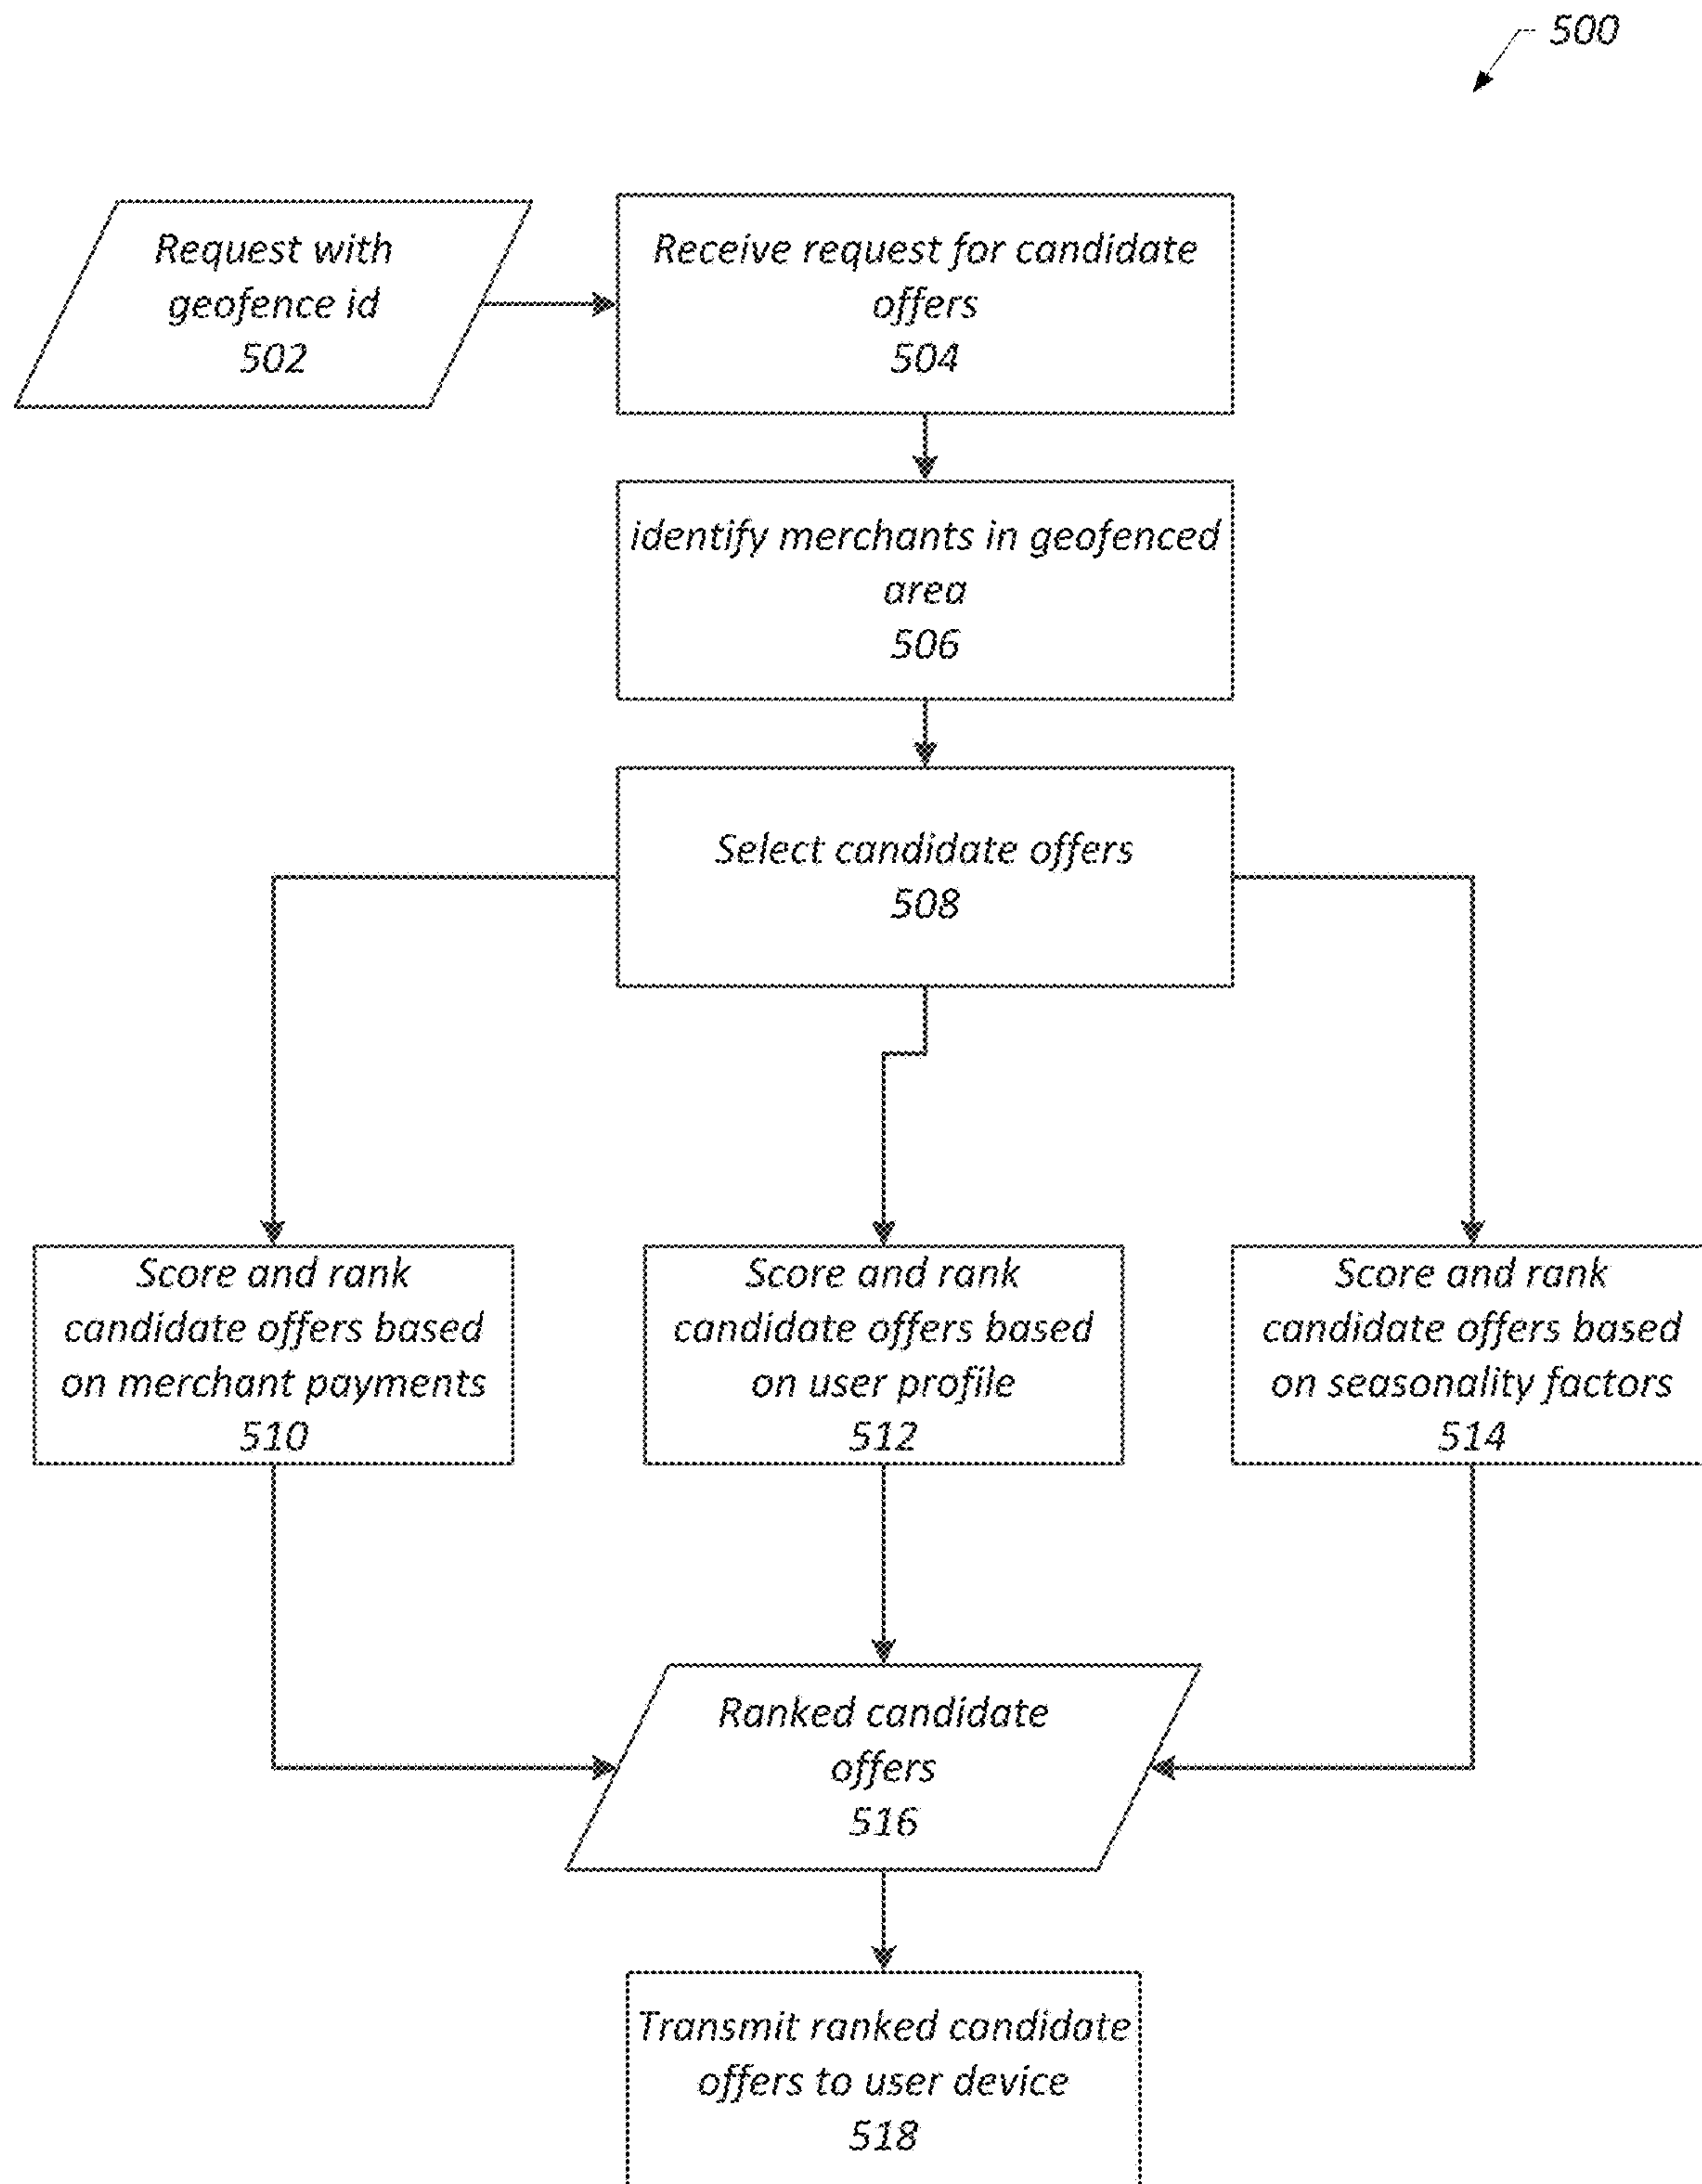 500
Request with
geofence id
502
Receive request for candidate
offers
504
identify merchants in geofenced
area
506
Select candidate offers
508
Score and rank
candidate offers based
on merchant payments
510
Score and rank
candidate offers based
on user profile
512
Score and rank
candidate offers based
on seasonality factors
514
Ranked candidate
offers
516
Transmit ranked candidate
offers to user device
518